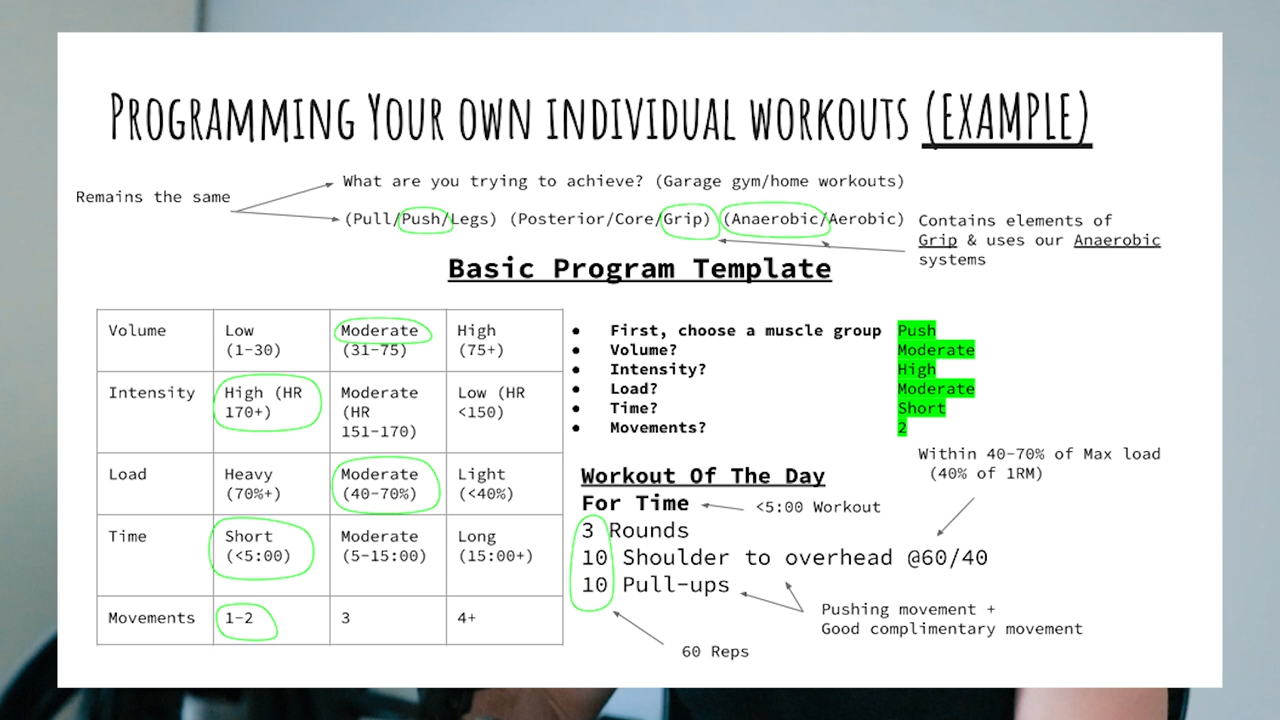 Programming Your own individual workouts (EXAMPLE)
Remains the same
What are you trying to achieve? (Garage gym/home workouts)
(Pull/Push/Legs) (Posterior/Core/Grip) (Anaerobic/Aerobic)
Contains elements of
Grip & uses our Anaerobic
systems
Basic Program Template
Volume
Low
(1-30)
Moderate
(31-75)
High
(75+)
Intensity
High (HR
170+)
Moderate
(HR
151-170)
Low (HR
<150)
Load
Heavy
(70%+)
Moderate
(40-70%)
Light
(<40%)
Time
Short
(<5:00)
Moderate
(5-15:00)
Long
(15:00+)
Movements
1-2
3
4+
● First, choose a muscle group Push
● Volume? Moderate
● Intensity? High
● Load? Moderate
● Time? Short
● Movements? 2
Within 40-70% of Max load
(40% of 1RM)
Workout Of The Day
For Time
<5:00 Workout
3 Rounds
10 Shoulder to overhead @60/40
10 Pull-ups
Pushing movement +
Good complimentary movement
60 Reps